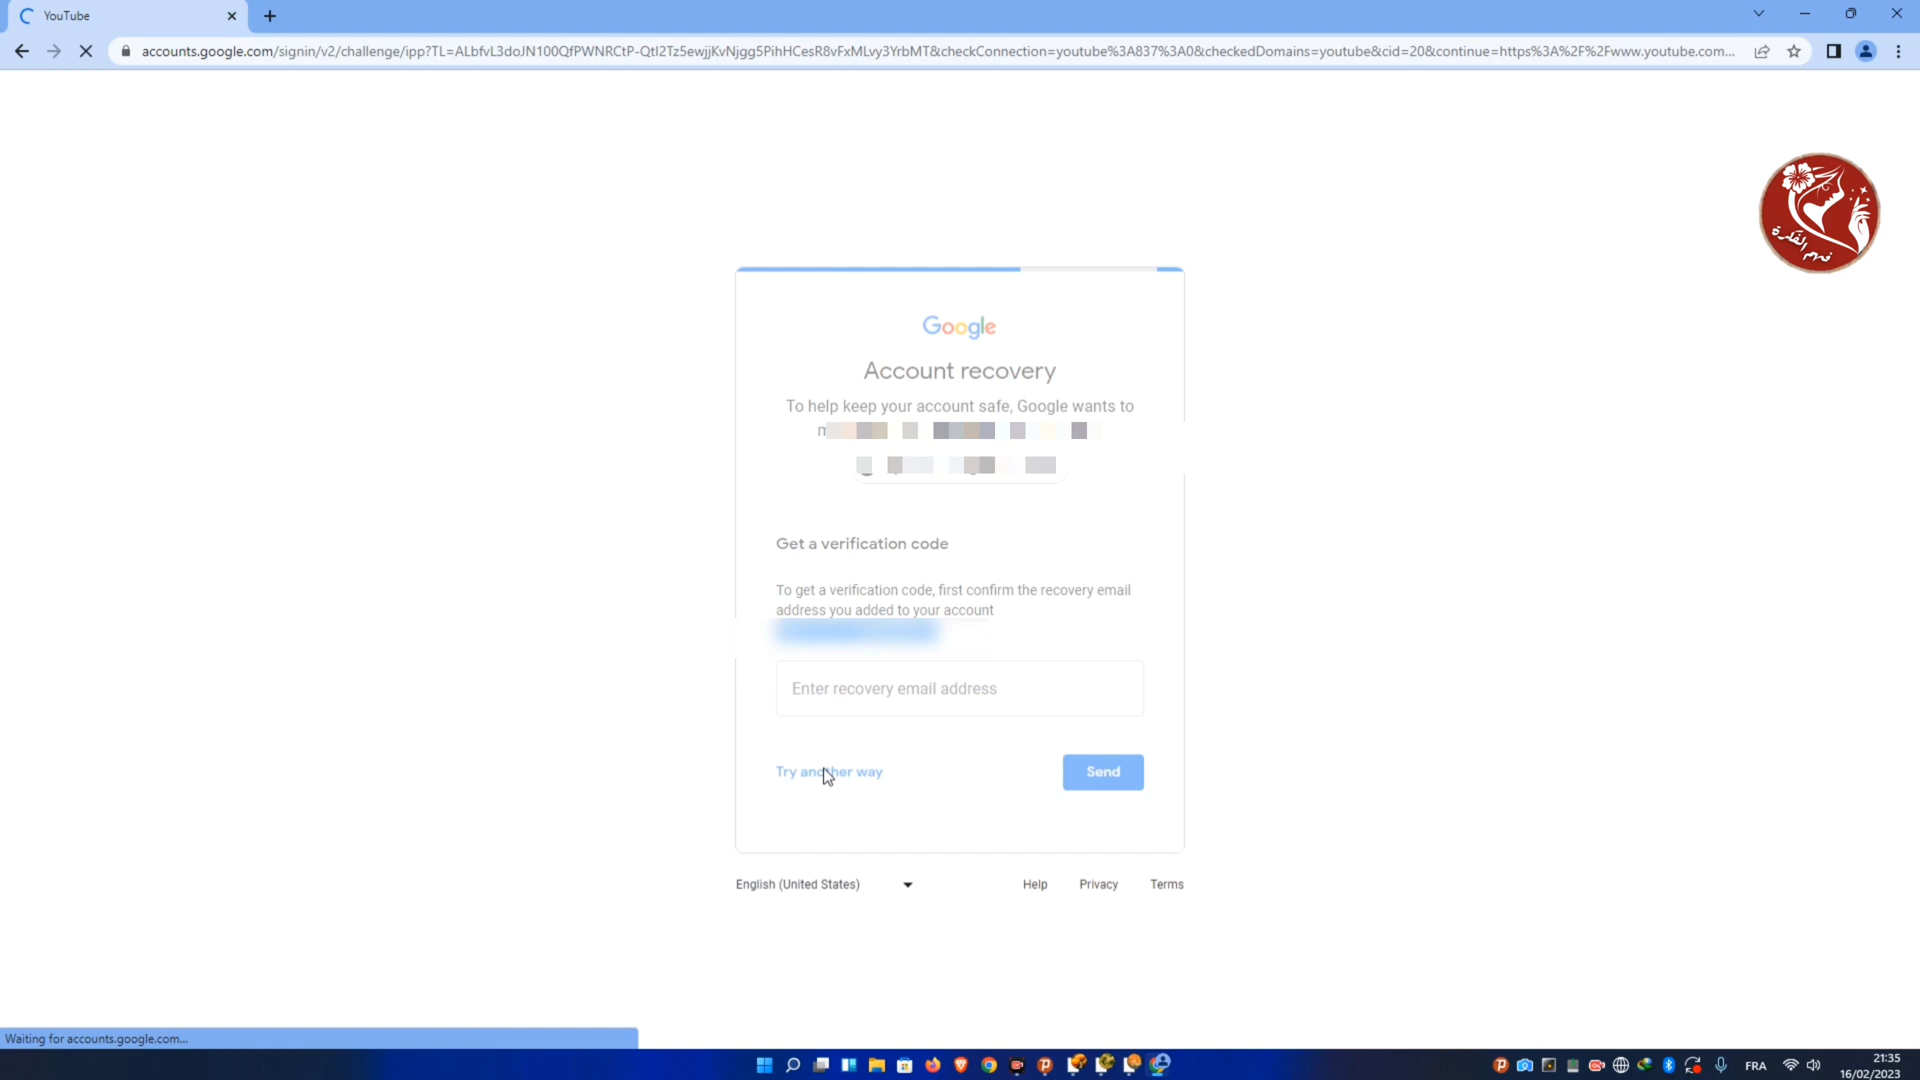 YouTube
accounts.google.com/signin/v2/challenge/ipp?TL=ALbfvL3doJN100QfPWNRCtP-QtI2Tz5ewjjKvNjgg5PihHCesR8vFxMLvy3YrbMT&checkConnection=youtube%3A837%3A0&checkedDomains=youtube&cid=20&continue=https%3A%2F%2Fwww.youtube.com...
فهم الفكرة
Google
Account recovery
To help keep your account safe, Google wants to
Get a verification code
To get a verification code, first confirm the recovery email
address you added to your account
Enter recovery email address
Try another way
Send
English (United States)
Help
Privacy
Terms
Waiting for accounts.google.com...
FRA
21:35
16/02/2023